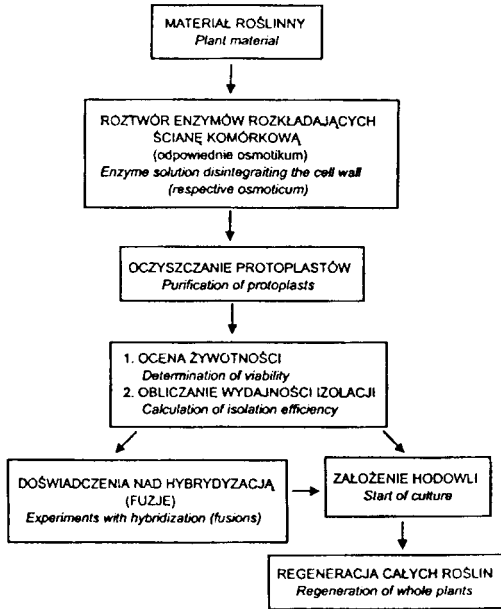 MATERIAŁ ROŚLINNY
Plant material
ROZTWÓR ENZYMÓW ROZKŁADAJĄCYCH
ŚCIANĘ KOMÓRKOWĄ
(odpowiednie osmotikum)
Enzyme solution disintegraiting the cell wall
(respective osmoticum)
OCZYSZCZANIE PROTOPLASTÓW
Purification of protoplasts
1. OCENA ŻYWOTNOŚCI
Determination of viability
2. OBLICZANIE WYDAJNOŚCI IZOLACJI
Calculation of isolation efficiency
DOŚWIADCZENIA NAD HYBRYDYZACJĄ
(FUZJE)
Experiments with hybridization (fusions)
ZAŁOŻENIE HODOWLI
Start of culture
REGENERACJA CAŁYCH ROŚLIN
Regeneration of whole plants